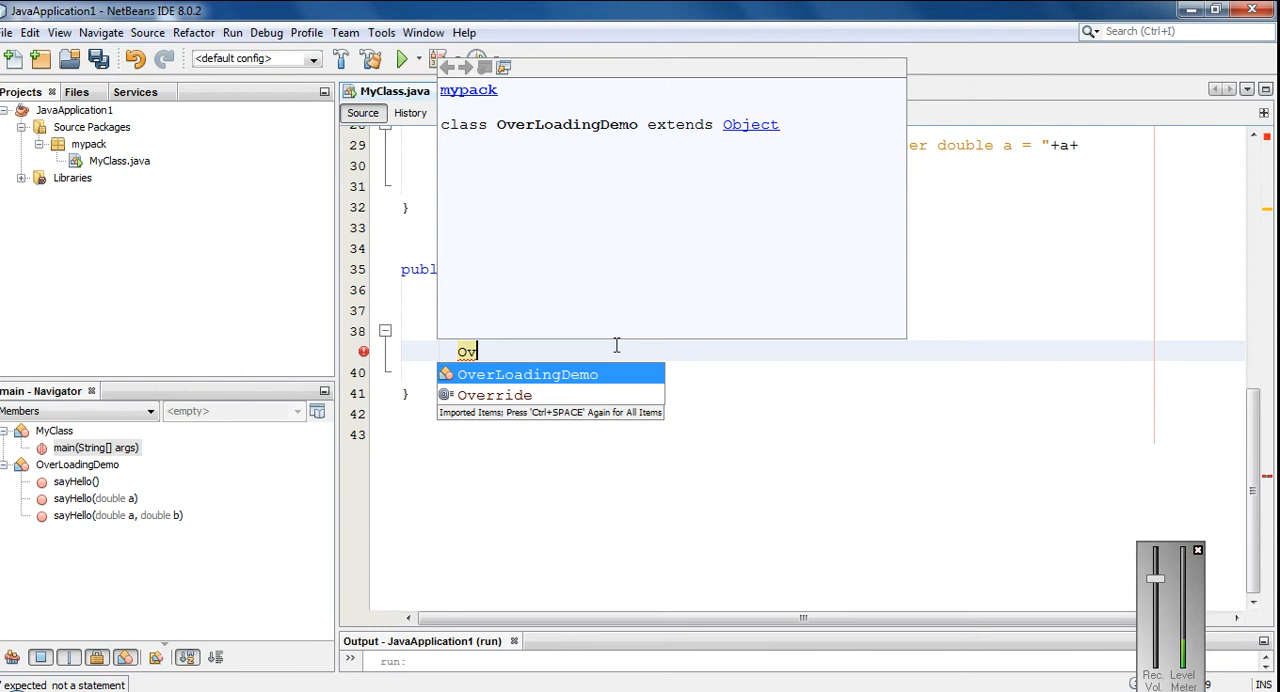 JavaApplication1 - NetBeans IDE 8.0.2
File Edit View Navigate Source Refactor Run Debug Profile Team Tools Window Help
Search (Ctrl+I)
<default config>
Projects
Files
Services
JavaApplication1
Source Packages
mypack
MyClass.java
Libraries
MyClass.java
Source
History
mypack
class OverLoadingDemo extends Object
29 er double a = "+a+
30
31
32 }
33
34
35 publ
36
37
38
Ov
OverLoadingDemo
Override
Imported Items; Press 'Ctrl+SPACE' Again for All Items
40
41 }
42
43
main - Navigator
Members
<empty>
MyClass
main(String[] args)
OverLoadingDemo
sayHello()
sayHello(double a)
sayHello(double a, double b)
Output - JavaApplication1 (run)
run:
expected not a statement
Rec. Vol.
Level Meter
9
INS